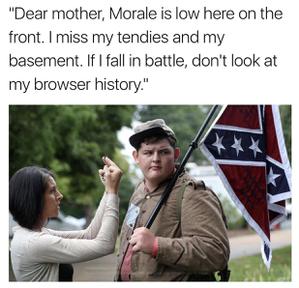 "Dear mother, Morale is low here on the
front. I miss my tendies and my
basement. If I fall in battle, don't look at
my browser history."